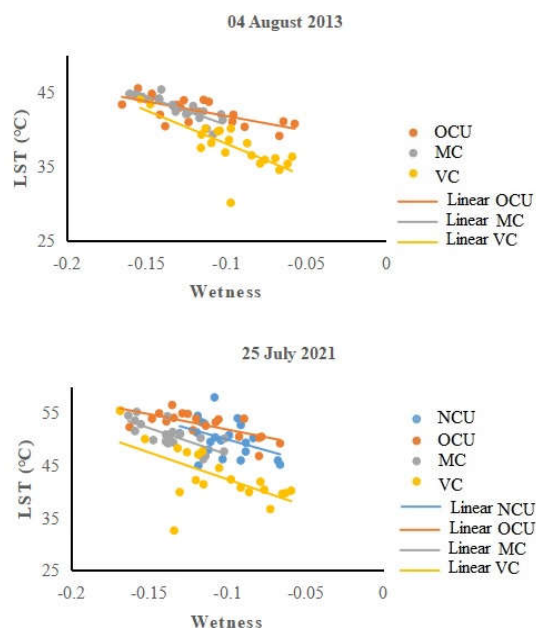 04 August 2013
LST (℃)
45
35
25
-0.2
-0.15
-0.1
-0.05
0
Wetness
OCU
MC
VC
Linear OCU
Linear MC
Linear VC
25 July 2021
LST (℃)
55
45
35
25
-0.2
-0.15
-0.1
-0.05
0
Wetness
NCU
OCU
MC
VC
Linear NCU
Linear OCU
Linear MC
Linear VC